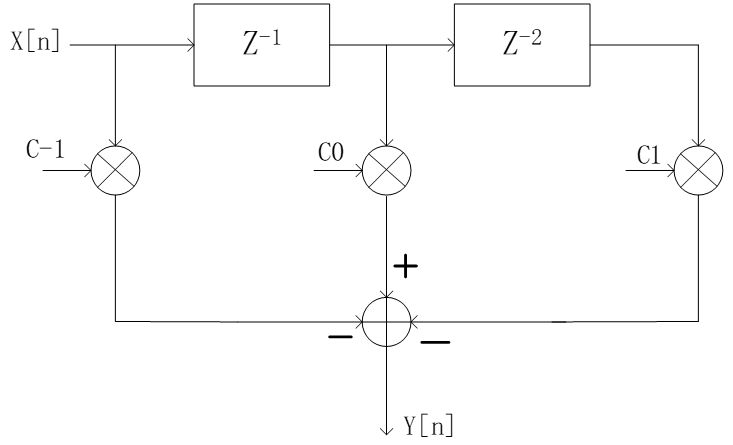 X[n]
Z⁻¹
Z⁻²
C-1
C0
C1
+
−
−
Y[n]